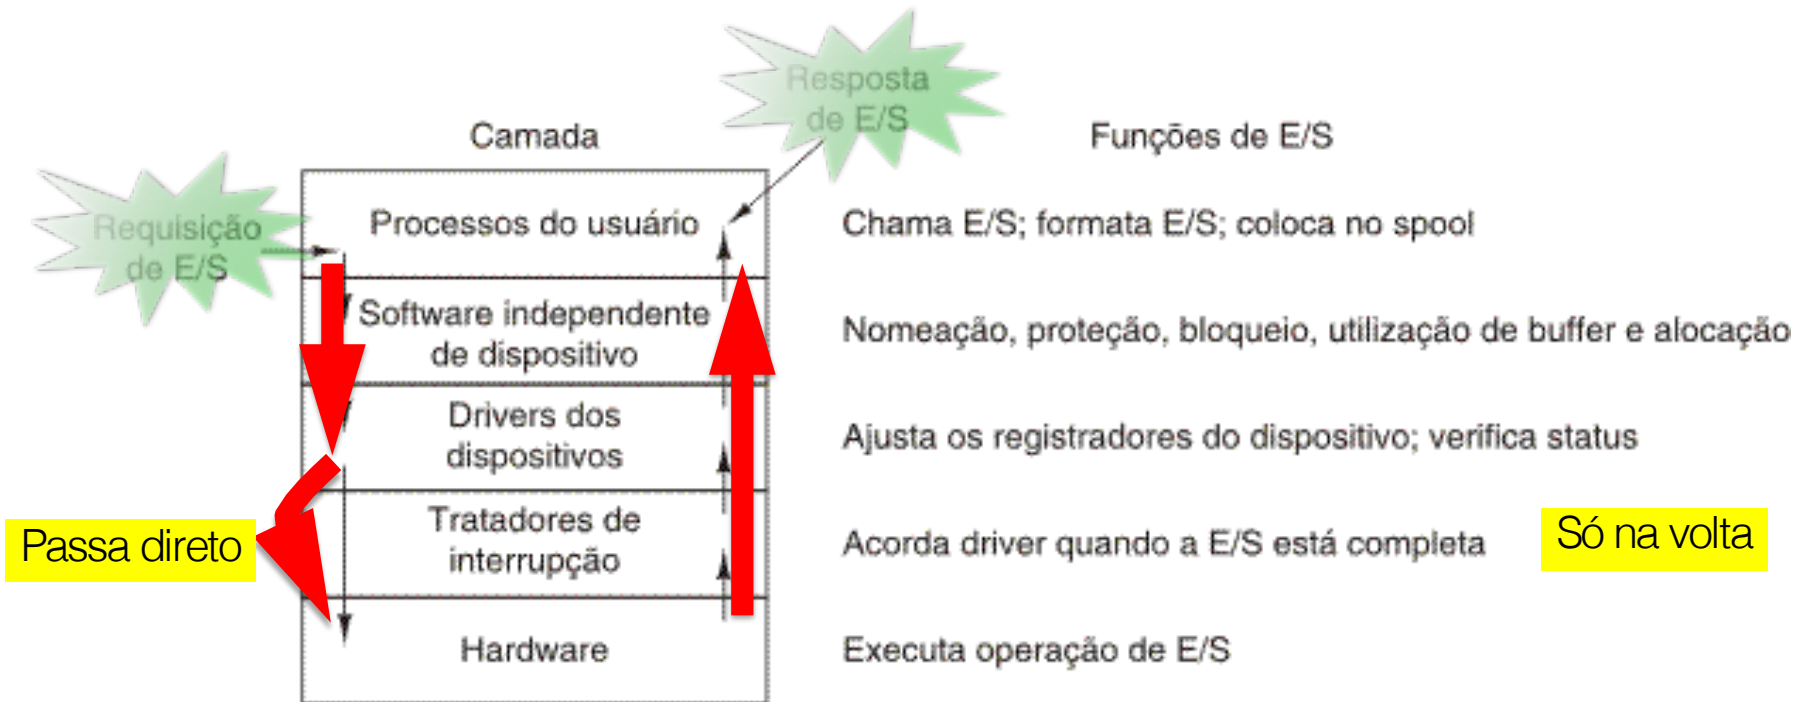 Resposta
de E/S
Camada
Funções de E/S
Requisição
de E/S
Processos do usuário
Chama E/S; formata E/S; coloca no spool
Software independente
de dispositivo
Nomeação, proteção, bloqueio, utilização de buffer e alocação
Drivers dos
dispositivos
Ajusta os registradores do dispositivo; verifica status
Passa direto
Tratadores de
interrupção
Acorda driver quando a E/S está completa
Só na volta
Hardware
Executa operação de E/S